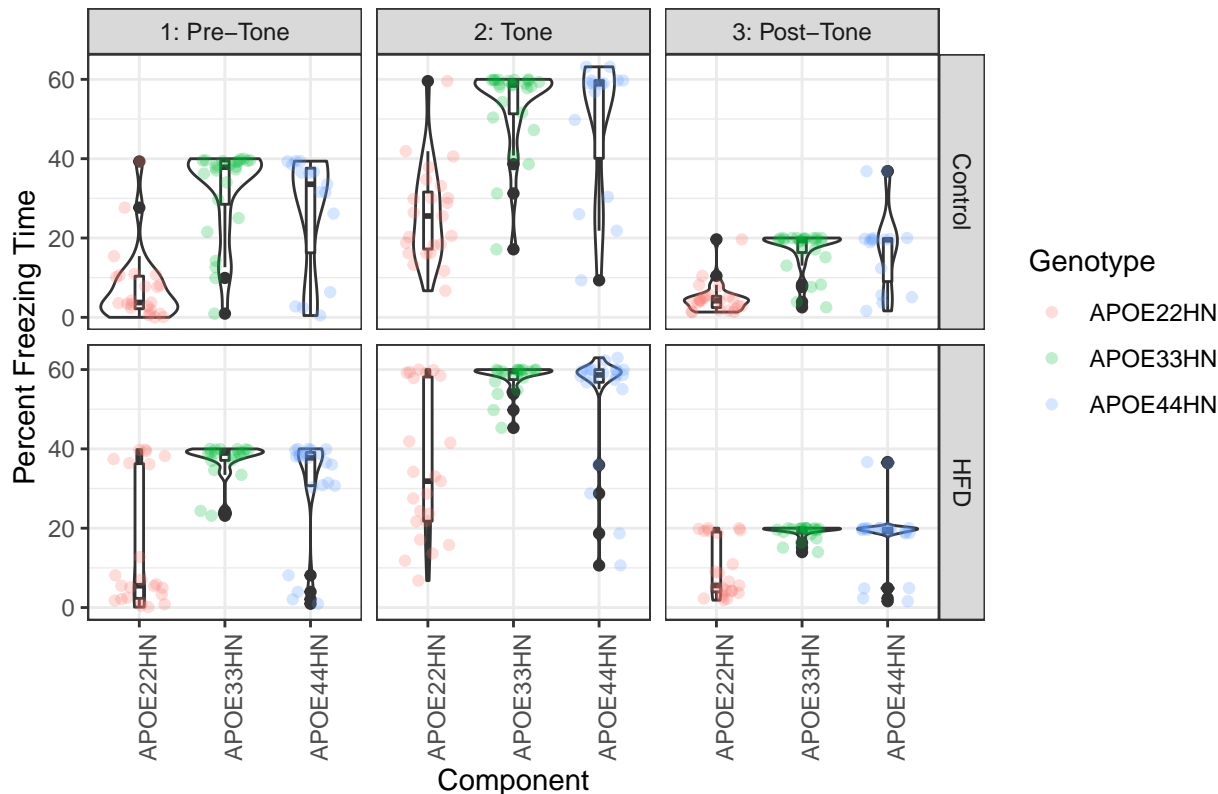 1: Pre−Tone
2: Tone
3: Post−Tone
Percent Freezing Time
60
40
20
0
Control
60
40
20
0
HFD
APOE22HN
APOE33HN
APOE44HN
APOE22HN
APOE33HN
APOE44HN
APOE22HN
APOE33HN
APOE44HN
Component
Genotype
APOE22HN
APOE33HN
APOE44HN